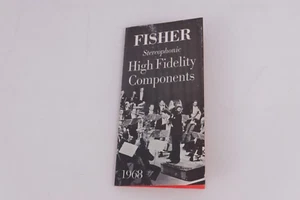 FISHER
Stereophonic
High Fidelity
Components
1968